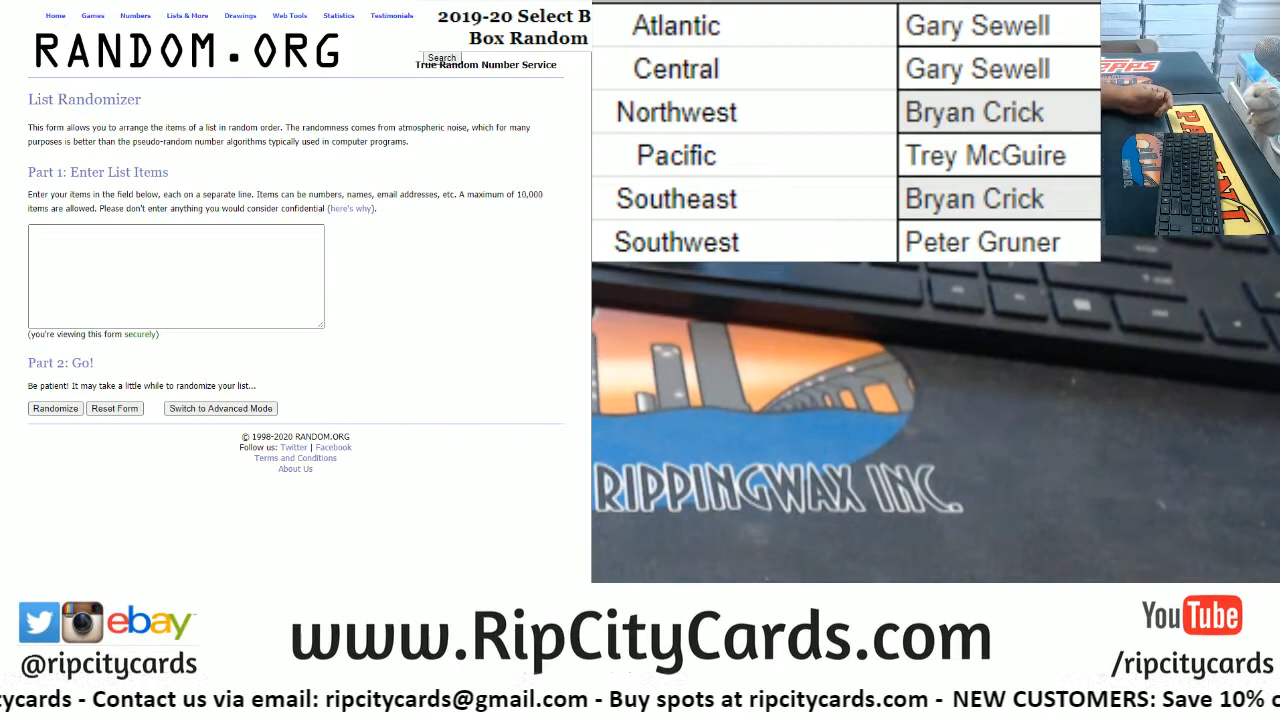 Home Games Numbers Lists & More Drawings Web Tools Statistics Testimonials
RANDOM.ORG
2019-20 Select B
Box Random
Search
True Random Number Service
List Randomizer
This form allows you to arrange the items of a list in random order. The randomness comes from atmospheric noise, which for many
purposes is better than the pseudo-random number algorithms typically used in computer programs.
Part 1: Enter List Items
Enter your items in the field below, each on a separate line. Items can be numbers, names, email addresses, etc. A maximum of 10,000
items are allowed. Please don't enter anything you would consider confidential (here's why).
(you're viewing this form securely)
Part 2: Go!
Be patient! It may take a little while to randomize your list...
Randomize Reset Form Switch to Advanced Mode
© 1998-2020 RANDOM.ORG
Follow us: Twitter | Facebook
Terms and Conditions
About Us
Atlantic Gary Sewell
Central Gary Sewell
Northwest Bryan Crick
Pacific Trey McGuire
Southeast Bryan Crick
Southwest Peter Gruner
PANINI
RIPPINGWAX INC.
ebay
@ripcitycards
www.RipCityCards.com
YouTube
/ripcitycards
tycards - Contact us via email: ripcitycards@gmail.com - Buy spots at ripcitycards.com - NEW CUSTOMERS: Save 10% o